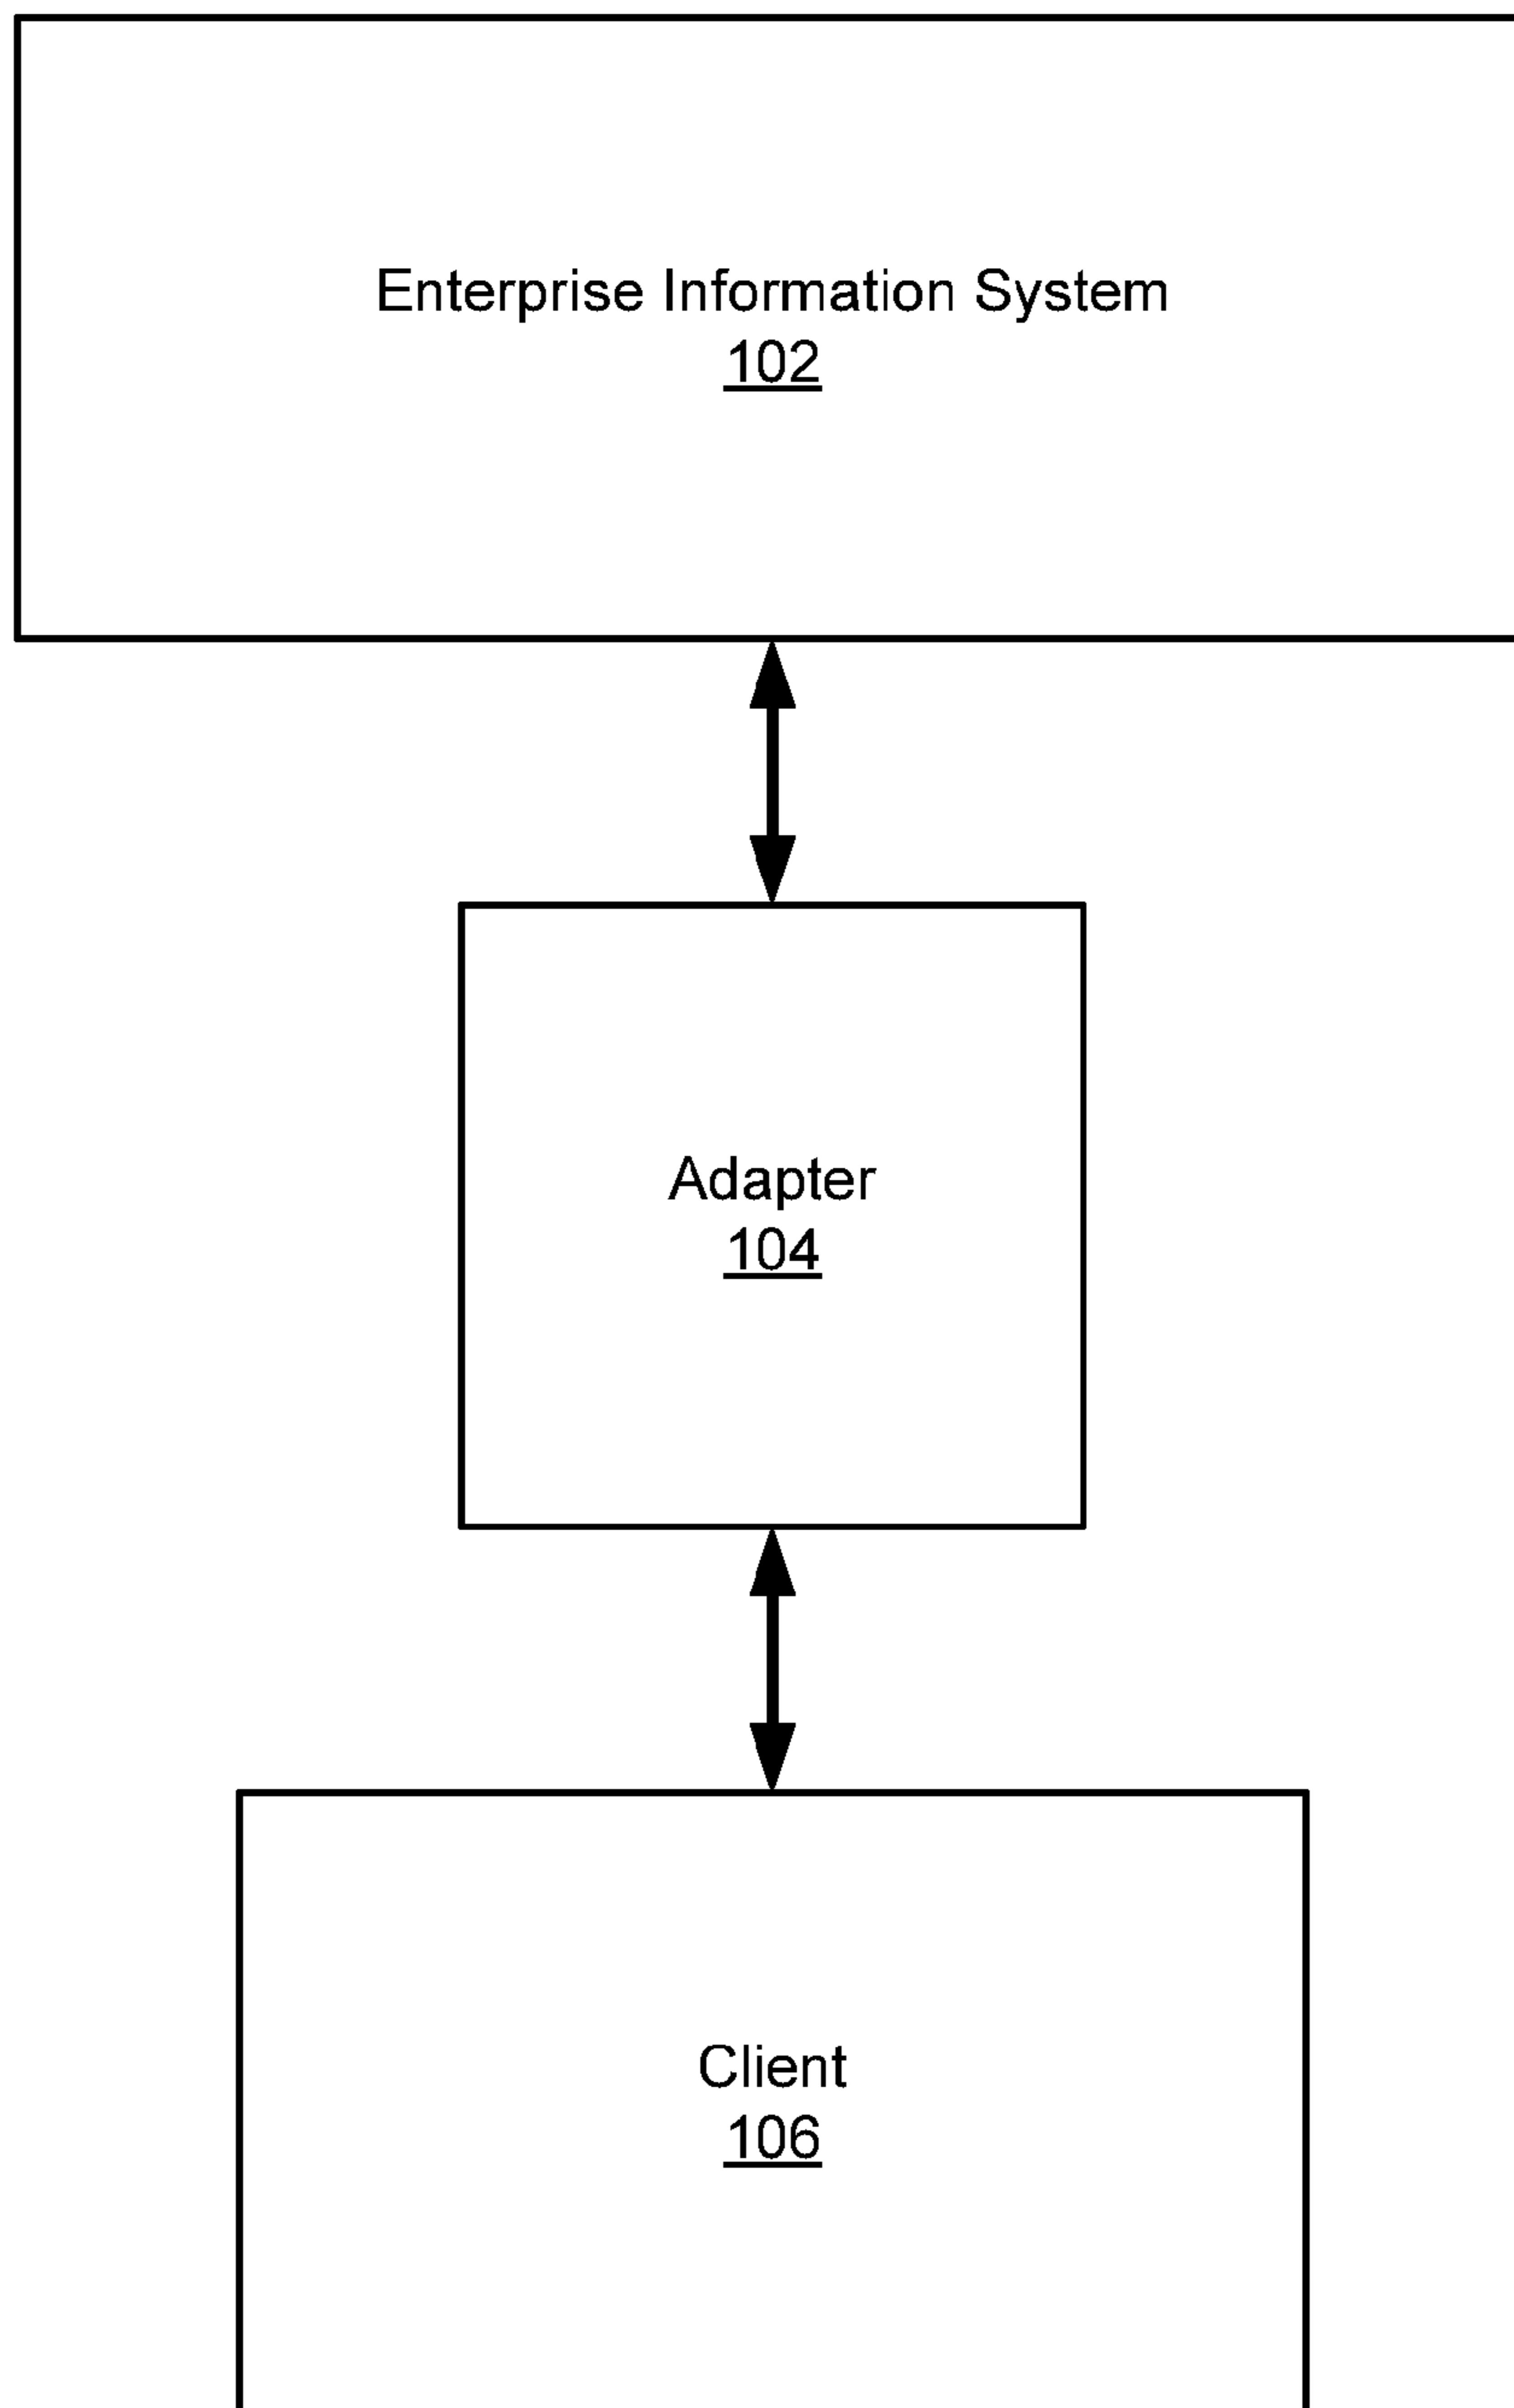 Enterprise Information System
102
Adapter
104
Client
106